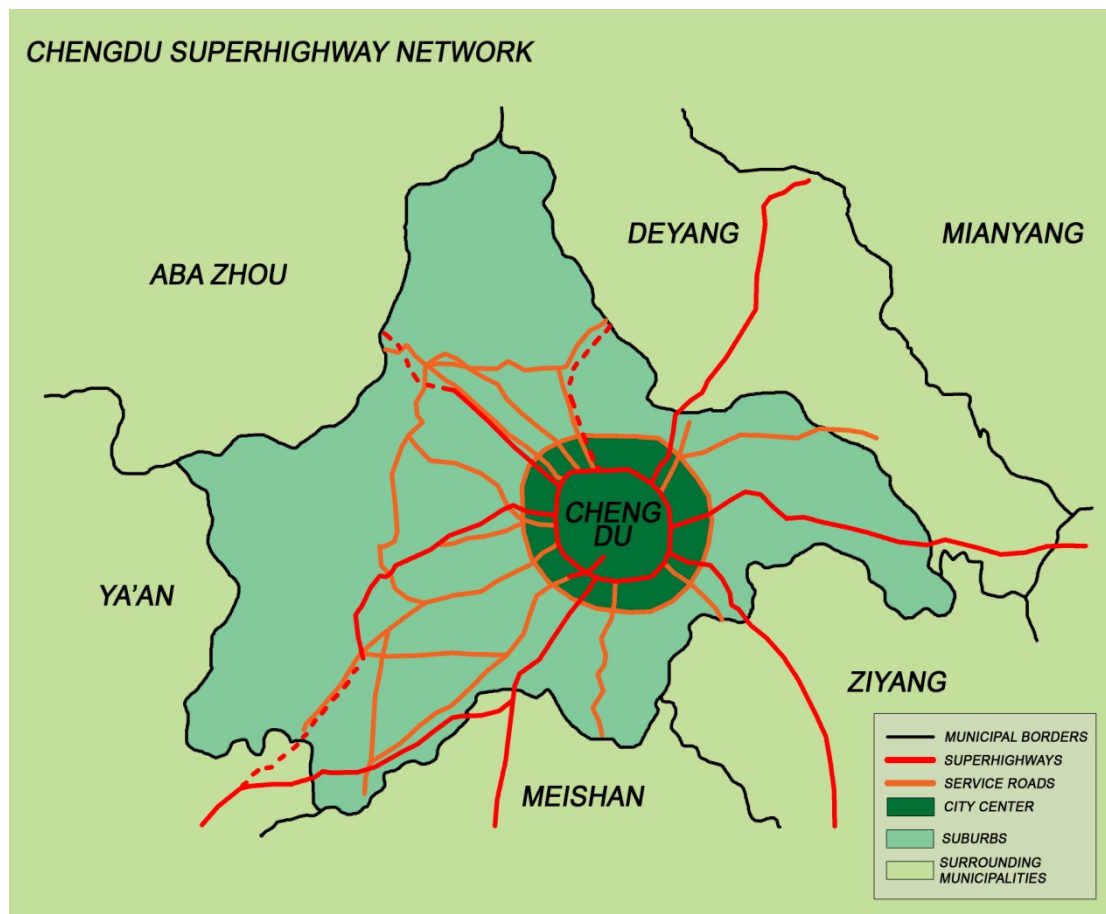 CHENGDU SUPERHIGHWAY NETWORK
DEYANG
MIANYANG
ABA ZHOU
CHENG
DU
YA'AN
ZIYANG
MEISHAN
MUNICIPAL BORDERS
SUPERHIGHWAYS
SERVICE ROADS
CITY CENTER
SUBURBS
SURROUNDING
MUNICIPALITIES